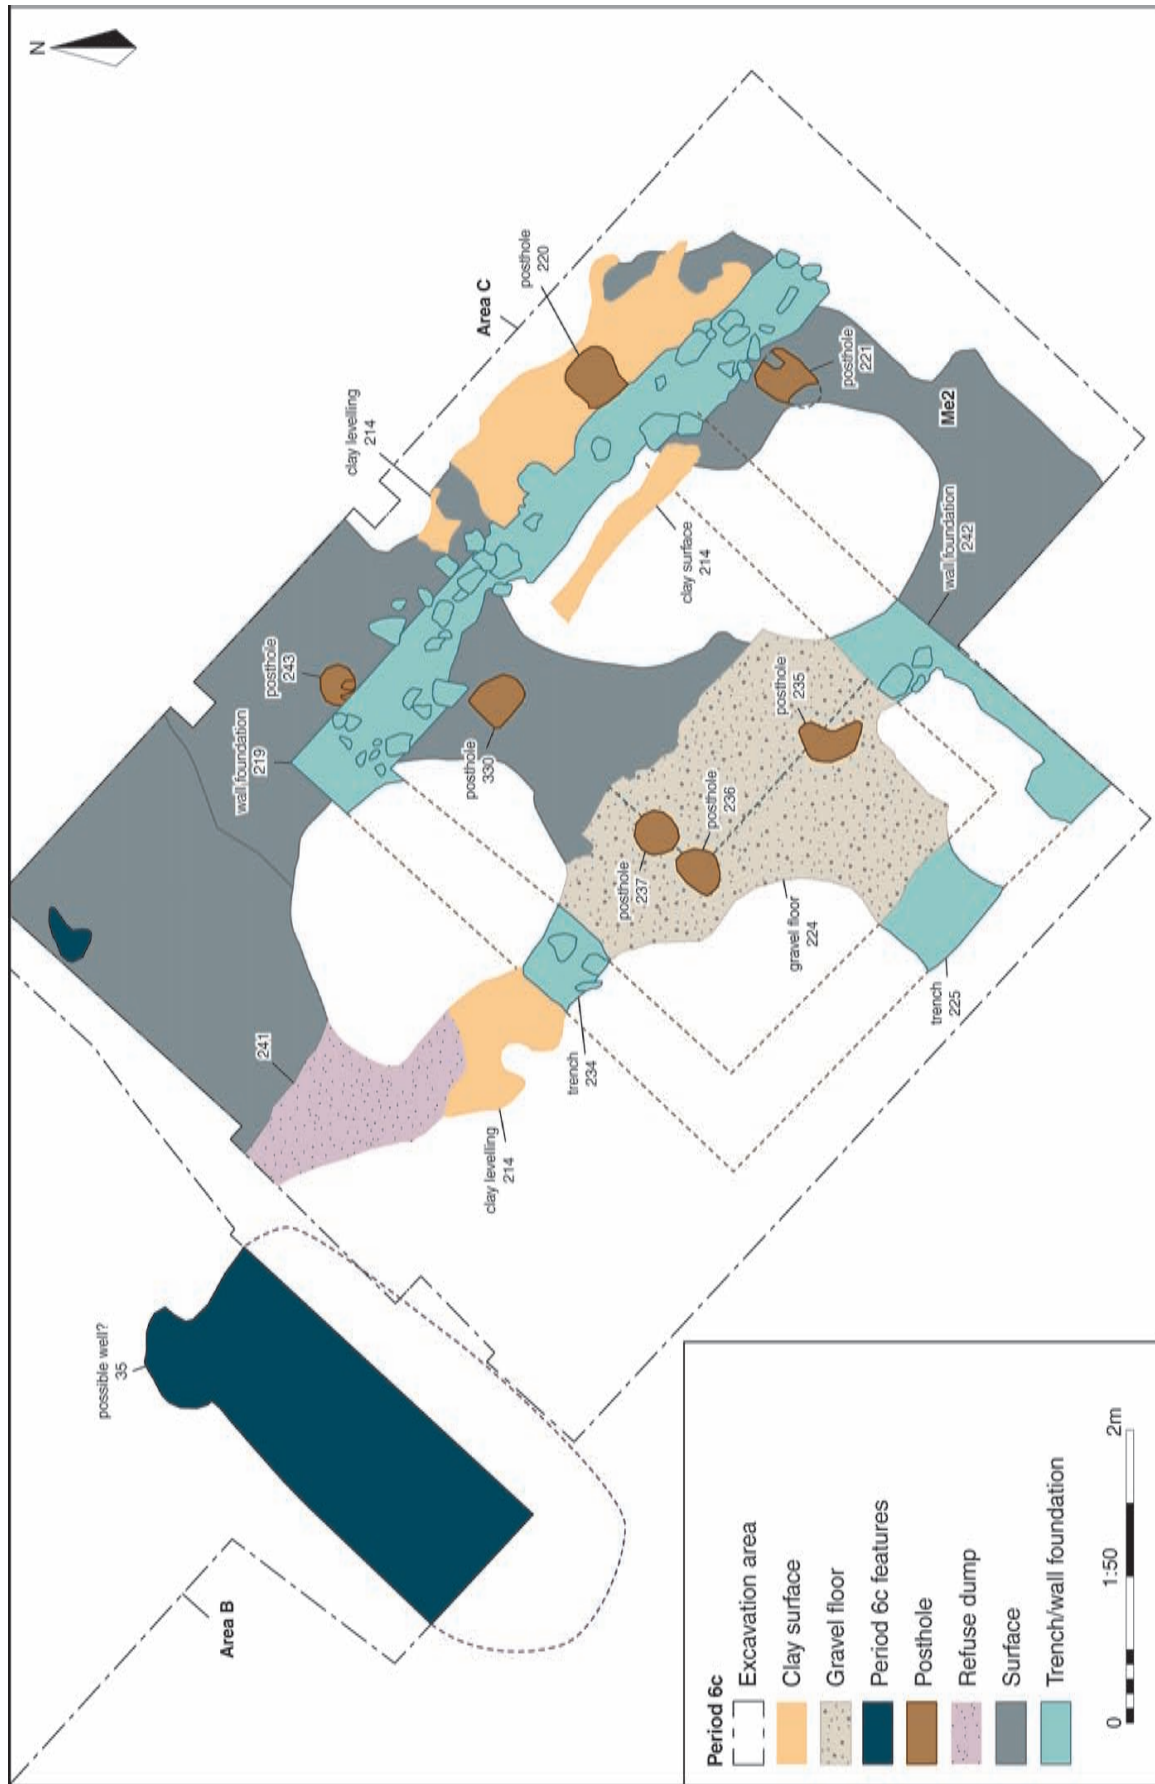 N
Area C
posthole
220
clay levelling
214
posthole
243
wall foundation
219
posthole
221
Me2
clay surface
214
wall foundation
242
posthole
330
posthole
235
posthole
236
posthole
237
gravel floor
224
241
trench
234
trench
225
clay levelling
214
possible well?
35
Area B
Period 6c
Excavation area
Clay surface
Gravel floor
Period 6c features
Posthole
Refuse dump
Surface
Trench/wall foundation
0
1:50
2m